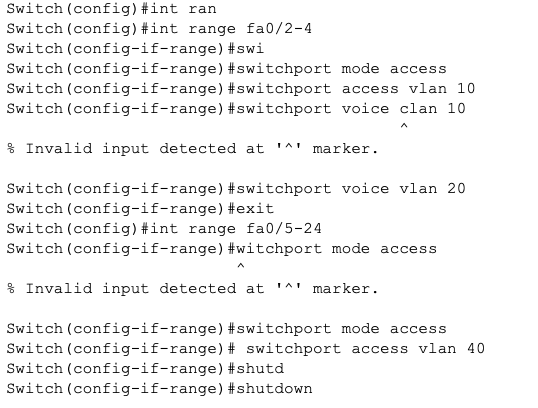 Switch(config)#int ran
Switch(config)#int range fa0/2-4
Switch(config-if-range)#swi
Switch(config-if-range)#switchport mode access
Switch(config-if-range)#switchport access vlan 10
Switch(config-if-range)#switchport voice clan 10
^
% Invalid input detected at '^' marker.
Switch(config-if-range)#switchport voice vlan 20
Switch(config-if-range)#exit
Switch(config)#int range fa0/5-24
Switch(config-if-range)#witchport mode access
^
% Invalid input detected at '^' marker.
Switch(config-if-range)#switchport mode access
Switch(config-if-range)# switchport access vlan 40
Switch(config-if-range)#shutd
Switch(config-if-range)#shutdown